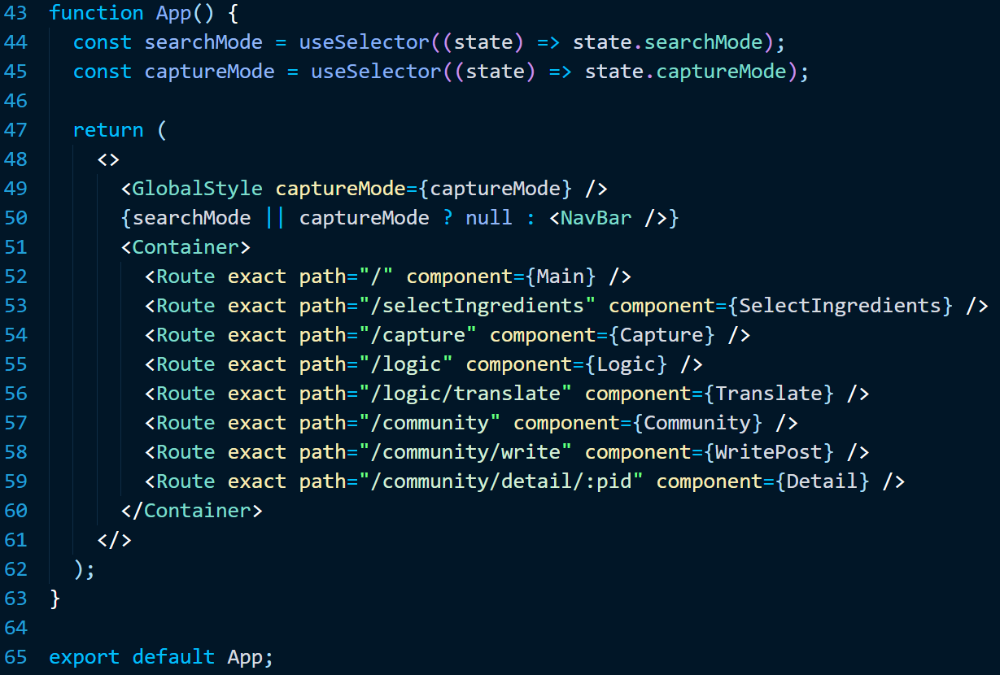 43 function App() {
44   const searchMode = useSelector((state) => state.searchMode);
45   const captureMode = useSelector((state) => state.captureMode);
46
47   return (
48     <>
49       <GlobalStyle captureMode={captureMode} />
50       {searchMode || captureMode ? null : <NavBar />}
51       <Container>
52         <Route exact path="/" component={Main} />
53         <Route exact path="/selectIngredients" component={SelectIngredients} />
54         <Route exact path="/capture" component={Capture} />
55         <Route exact path="/logic" component={Logic} />
56         <Route exact path="/logic/translate" component={Translate} />
57         <Route exact path="/community" component={Community} />
58         <Route exact path="/community/write" component={WritePost} />
59         <Route exact path="/community/detail/:pid" component={Detail} />
60       </Container>
61     </>
62   );
63 }
64
65 export default App;